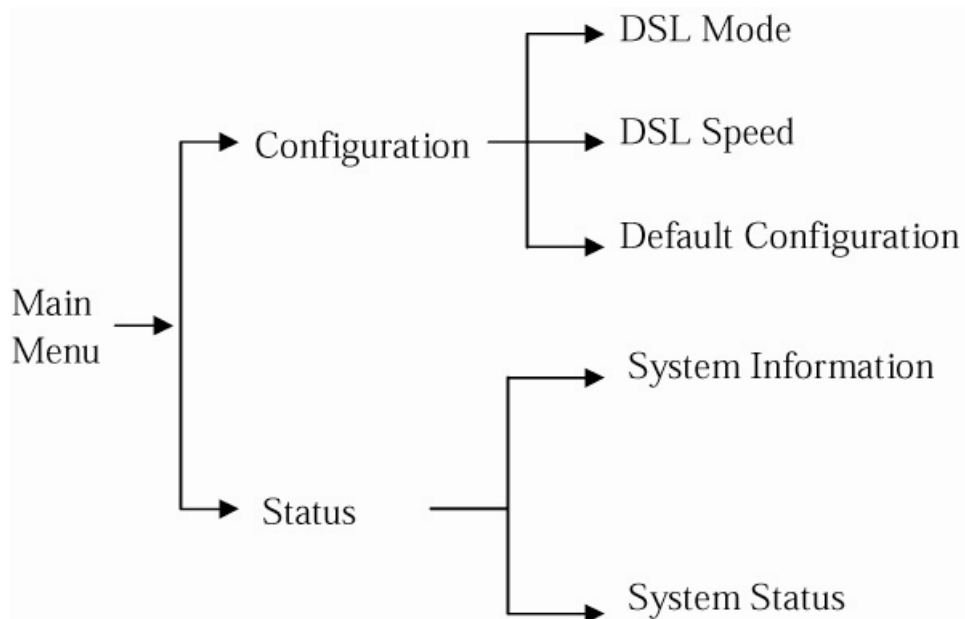 Main
Menu
Configuration
DSL Mode
DSL Speed
Default Configuration
Status
System Information
System Status